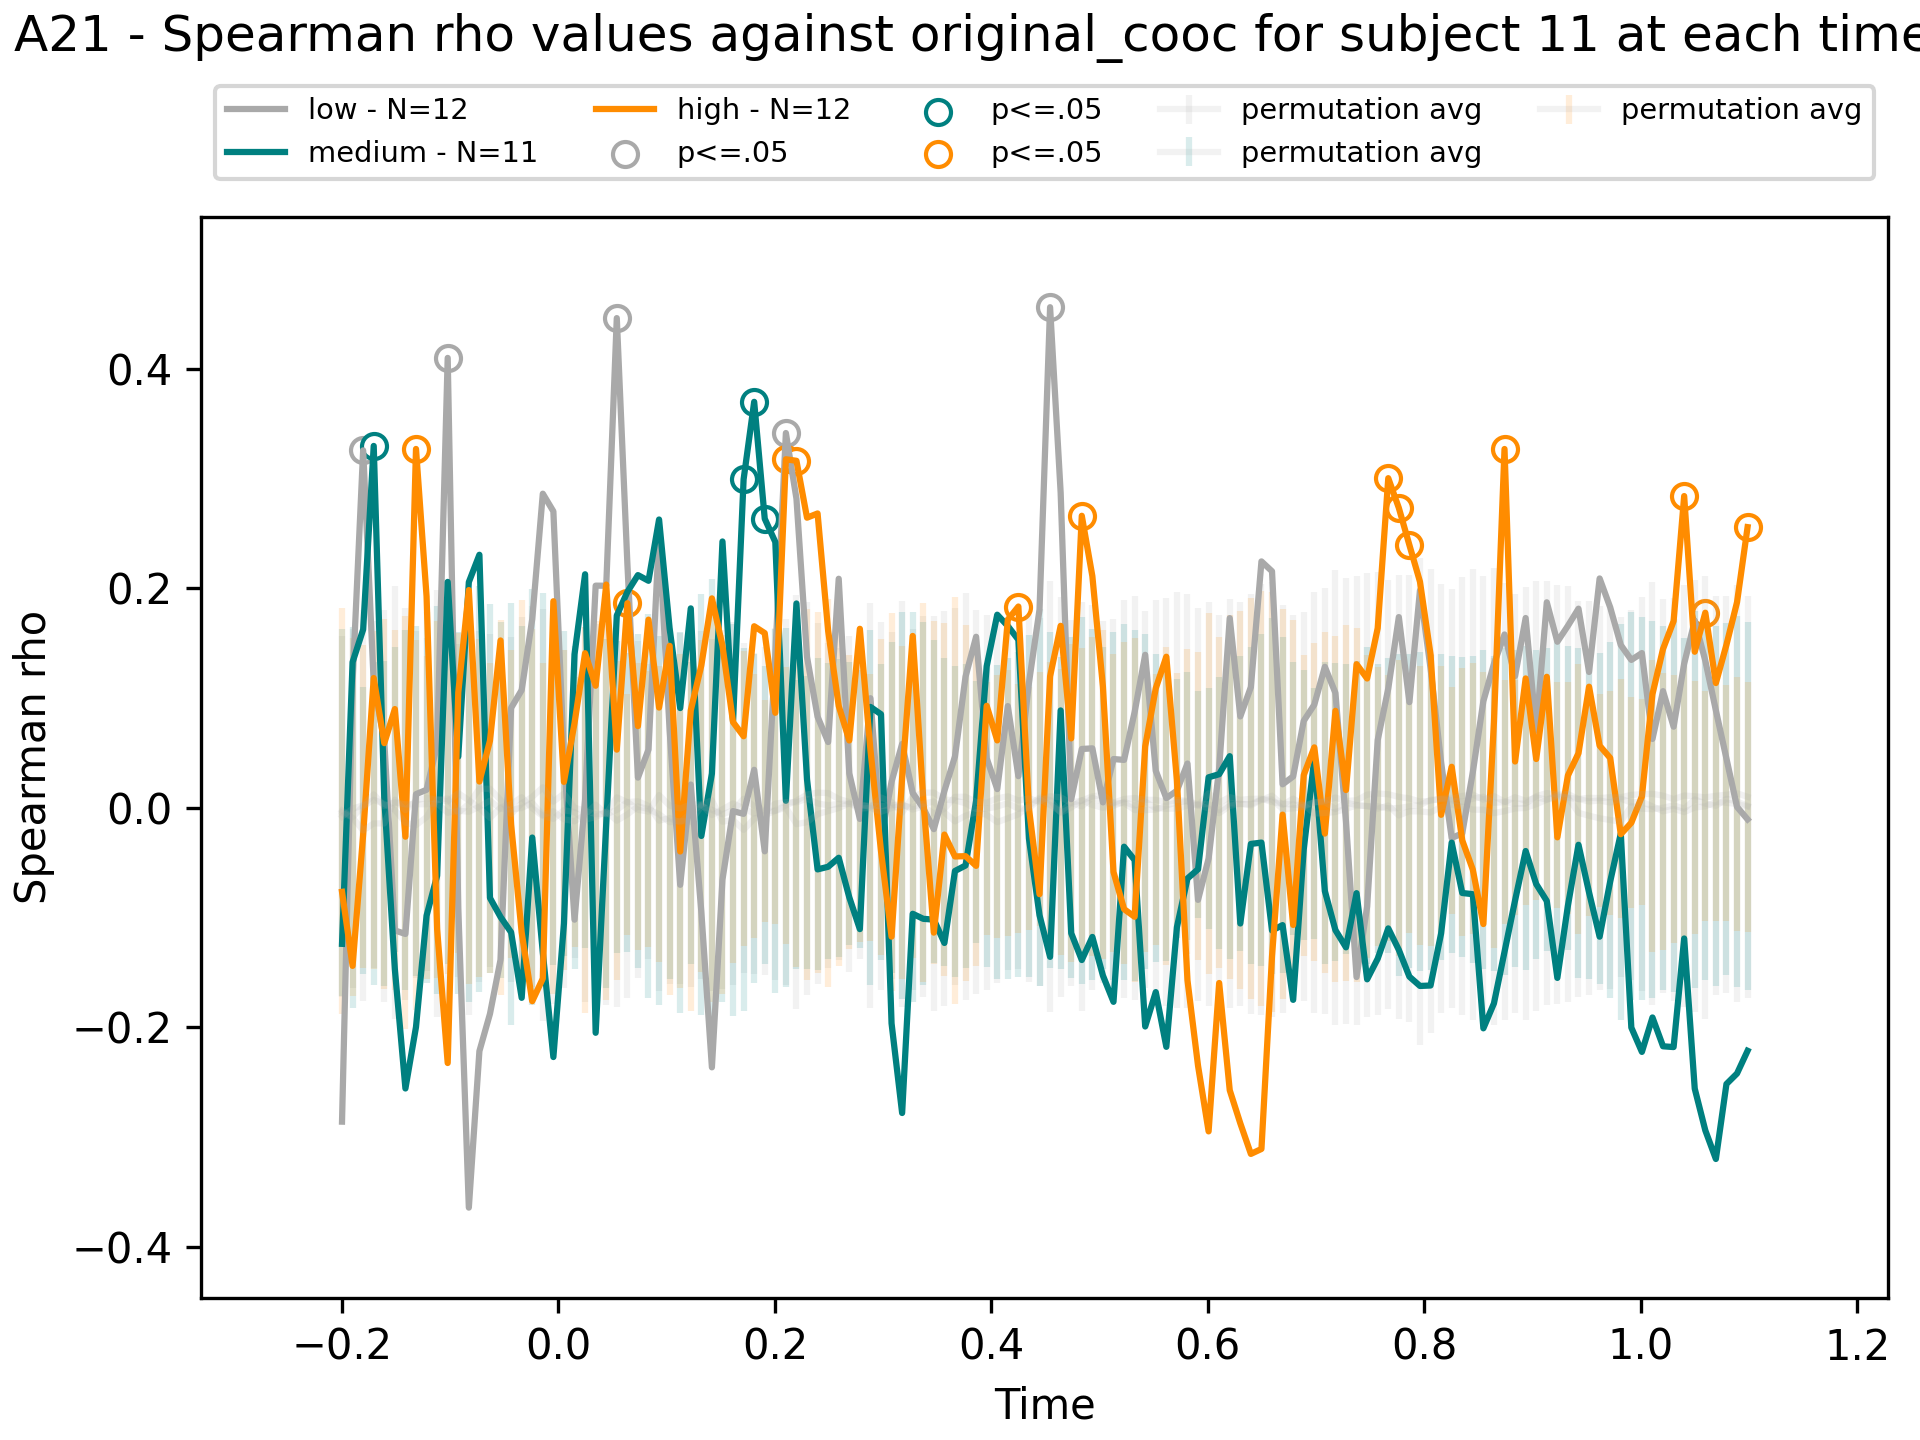 A21 - Spearman rho values against original_cooc for subject 11 at each time
low - N=12
medium - N=11
high - N=12
p<=.05
p<=.05
p<=.05
permutation avg
permutation avg
permutation avg
Spearman rho
0.4
0.2
0.0
−0.2
−0.4
−0.2 0.0 0.2 0.4 0.6 0.8 1.0 1.2
Time